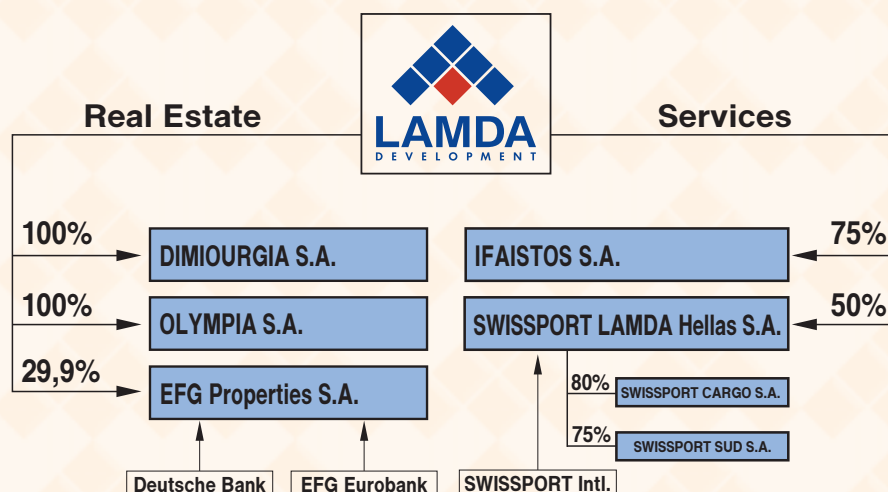 Real Estate
LAMDA
DEVELOPMENT
Services
100%
DIMIOURGIA S.A.
100%
OLYMPIA S.A.
29,9%
EFG Properties S.A.
Deutsche Bank
EFG Eurobank
IFAISTOS S.A.
75%
SWISSPORT LAMDA Hellas S.A.
50%
80%
SWISSPORT CARGO S.A.
75%
SWISSPORT SUD S.A.
SWISSPORT Intl.